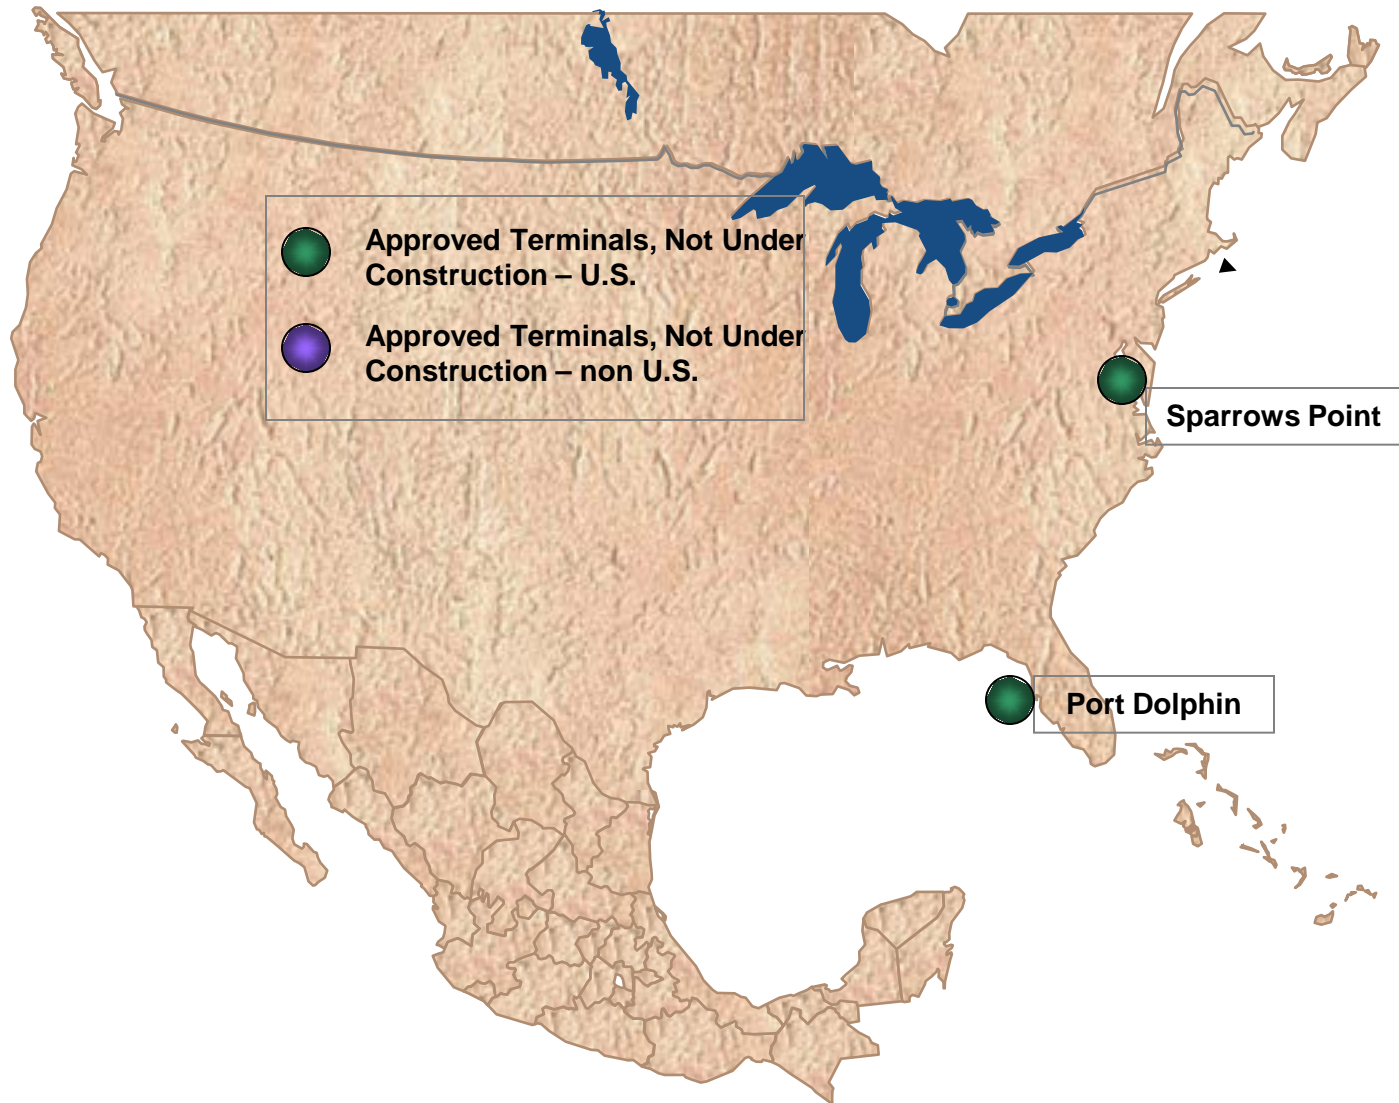 Approved Terminals, Not Under
Construction – U.S.
Approved Terminals, Not Under
Construction – non U.S.
Sparrows Point
Port Dolphin